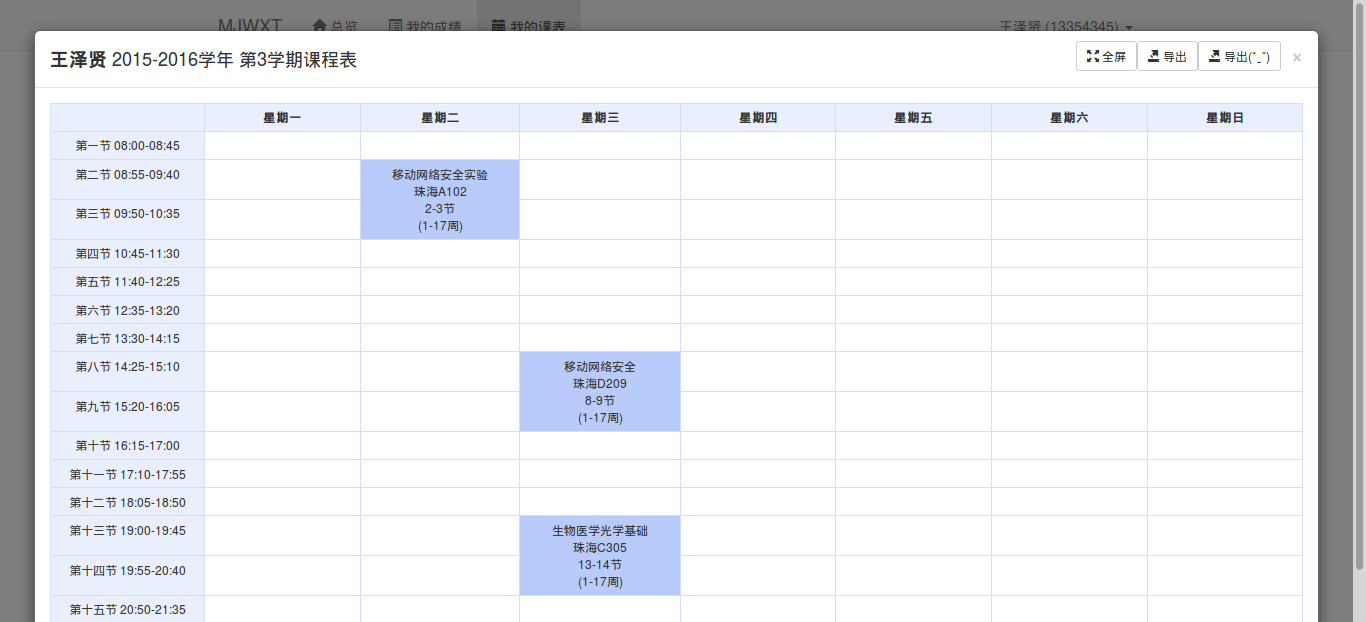 MJWXT 总览 我的成绩 我的课表 王泽贤 (13354345)
王泽贤 2015-2016学年 第3学期课程表 全屏 导出 导出(˘_˘) ×
星期一 星期二 星期三 星期四 星期五 星期六 星期日
第一节 08:00-08:45
第二节 08:55-09:40
移动网络安全实验
珠海A102
2-3节
(1-17周)
第三节 09:50-10:35
第四节 10:45-11:30
第五节 11:40-12:25
第六节 12:35-13:20
第七节 13:30-14:15
第八节 14:25-15:10
移动网络安全
珠海D209
8-9节
(1-17周)
第九节 15:20-16:05
第十节 16:15-17:00
第十一节 17:10-17:55
第十二节 18:05-18:50
第十三节 19:00-19:45
生物医学光学基础
珠海C305
13-14节
(1-17周)
第十四节 19:55-20:40
第十五节 20:50-21:35